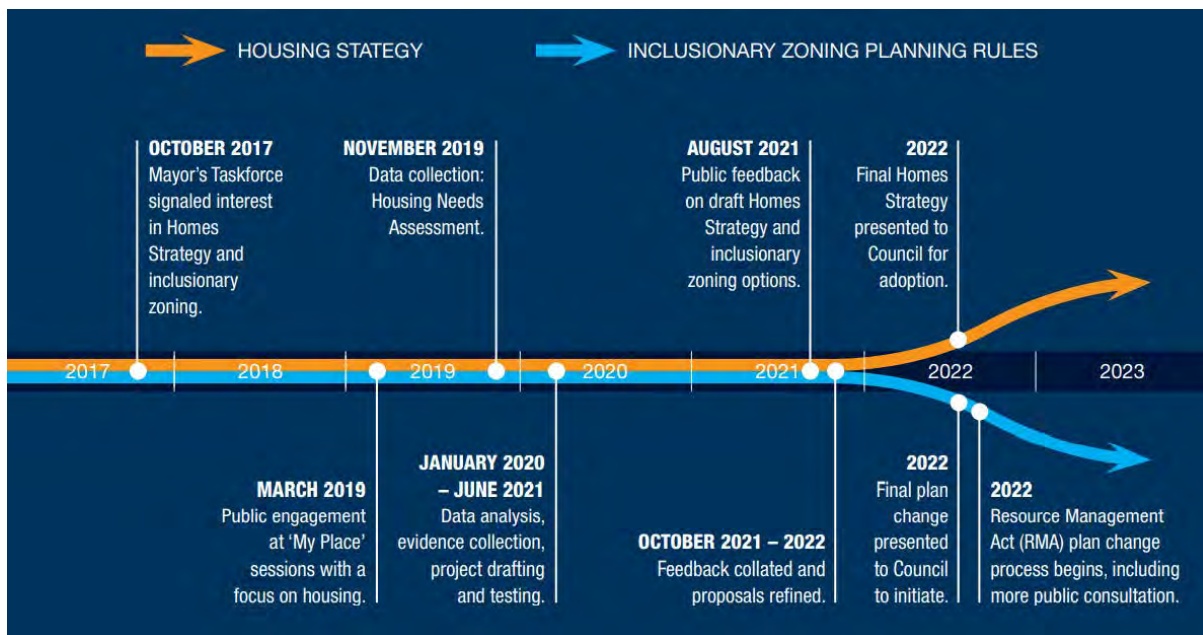 HOUSING STATEGY
INCLUSIONARY ZONING PLANNING RULES
OCTOBER 2017
Mayor's Taskforce
signaled interest
in Homes
Strategy and
inclusionary
zoning.
NOVEMBER 2019
Data collection:
Housing Needs
Assessment.
AUGUST 2021
Public feedback
on draft Homes
Strategy and
inclusionary
zoning options.
2022
Final Homes
Strategy
presented to
Council for
adoption.
2017
2018
2019
2020
2021
2022
2023
MARCH 2019
Public engagement
at ‘My Place’
sessions with a
focus on housing.
JANUARY 2020
– JUNE 2021
Data analysis,
evidence collection,
project drafting
and testing.
OCTOBER 2021 – 2022
Feedback collated and
proposals refined.
2022
Final plan
change
presented
to Council
to initiate.
2022
Resource Management
Act (RMA) plan change
process begins, including
more public consultation.